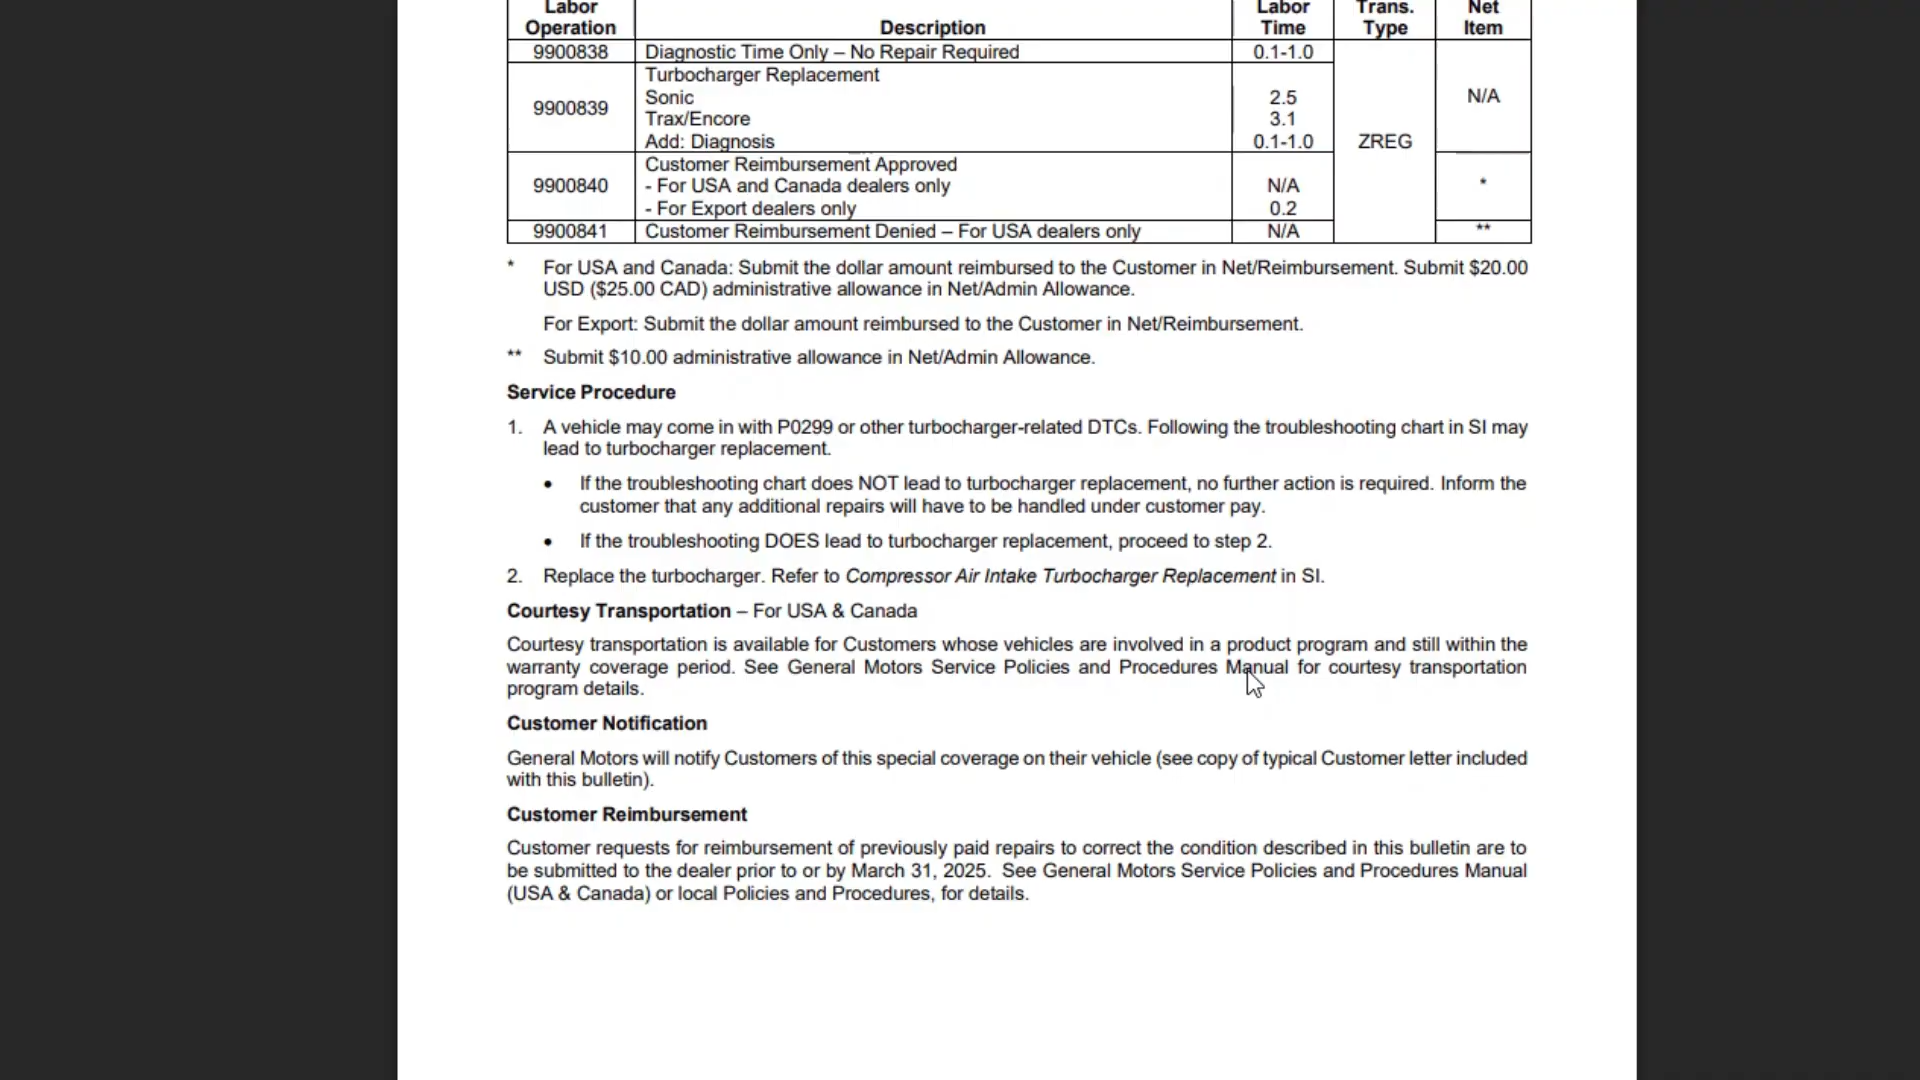 Labor Operation Description Labor Time Trans. Type Net Item
9900838 Diagnostic Time Only – No Repair Required 0.1-1.0 ZREG N/A
9900839 Turbocharger Replacement
Sonic 2.5
Trax/Encore 3.1
Add: Diagnosis 0.1-1.0
9900840 Customer Reimbursement Approved *
- For USA and Canada dealers only N/A
- For Export dealers only 0.2
9900841 Customer Reimbursement Denied – For USA dealers only N/A **
* For USA and Canada: Submit the dollar amount reimbursed to the Customer in Net/Reimbursement. Submit $20.00
USD ($25.00 CAD) administrative allowance in Net/Admin Allowance.
For Export: Submit the dollar amount reimbursed to the Customer in Net/Reimbursement.
** Submit $10.00 administrative allowance in Net/Admin Allowance.
Service Procedure
1. A vehicle may come in with P0299 or other turbocharger-related DTCs. Following the troubleshooting chart in SI may
lead to turbocharger replacement.
• If the troubleshooting chart does NOT lead to turbocharger replacement, no further action is required. Inform the
customer that any additional repairs will have to be handled under customer pay.
• If the troubleshooting DOES lead to turbocharger replacement, proceed to step 2.
2. Replace the turbocharger. Refer to Compressor Air Intake Turbocharger Replacement in SI.
Courtesy Transportation – For USA & Canada
Courtesy transportation is available for Customers whose vehicles are involved in a product program and still within the
warranty coverage period. See General Motors Service Policies and Procedures Manual for courtesy transportation
program details.
Customer Notification
General Motors will notify Customers of this special coverage on their vehicle (see copy of typical Customer letter included
with this bulletin).
Customer Reimbursement
Customer requests for reimbursement of previously paid repairs to correct the condition described in this bulletin are to
be submitted to the dealer prior to or by March 31, 2025. See General Motors Service Policies and Procedures Manual
(USA & Canada) or local Policies and Procedures, for details.